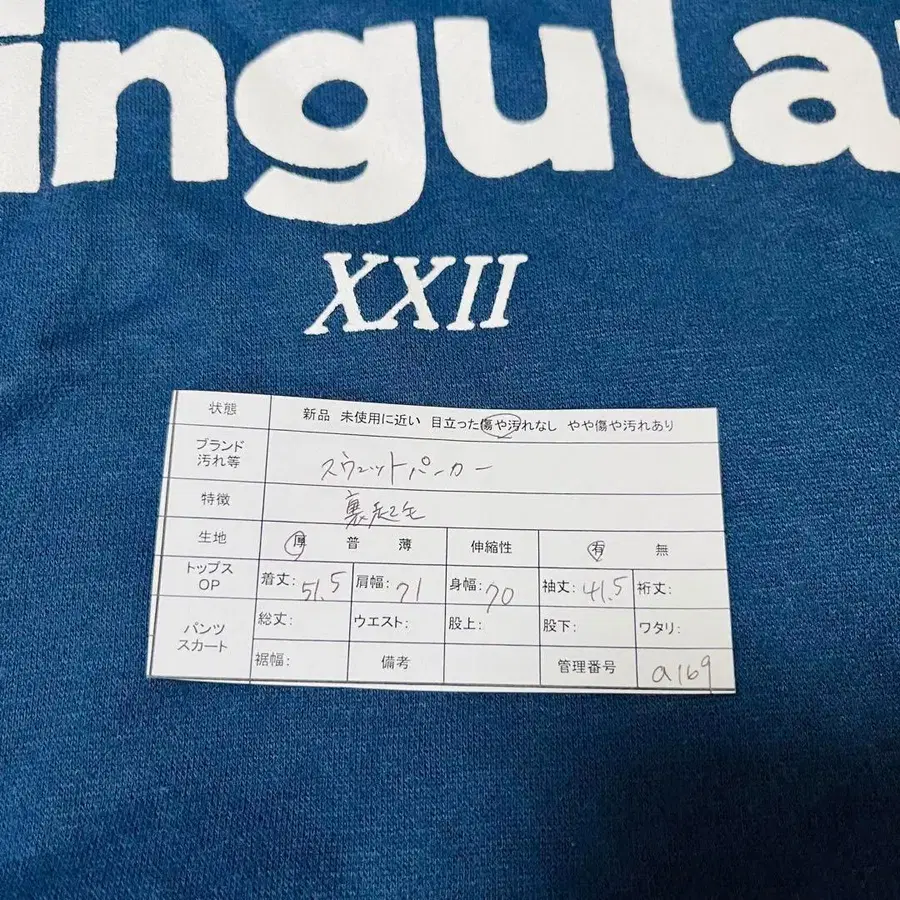 ingula
XXII
状態 新品 未使用に近い 目立った傷や汚れなし やや傷や汚れあり
ブランド
汚れ等 スウェットパーカー
特徴 裏起毛
生地 厚 普 薄 伸縮性 有 無
トップス
OP 着丈: 51.5 肩幅: 71 身幅: 70 袖丈: 41.5 裄丈:
パンツ
スカート 総丈: ウエスト: 股上: 股下: ワタリ:
裾幅: 備考 管理番号 a169